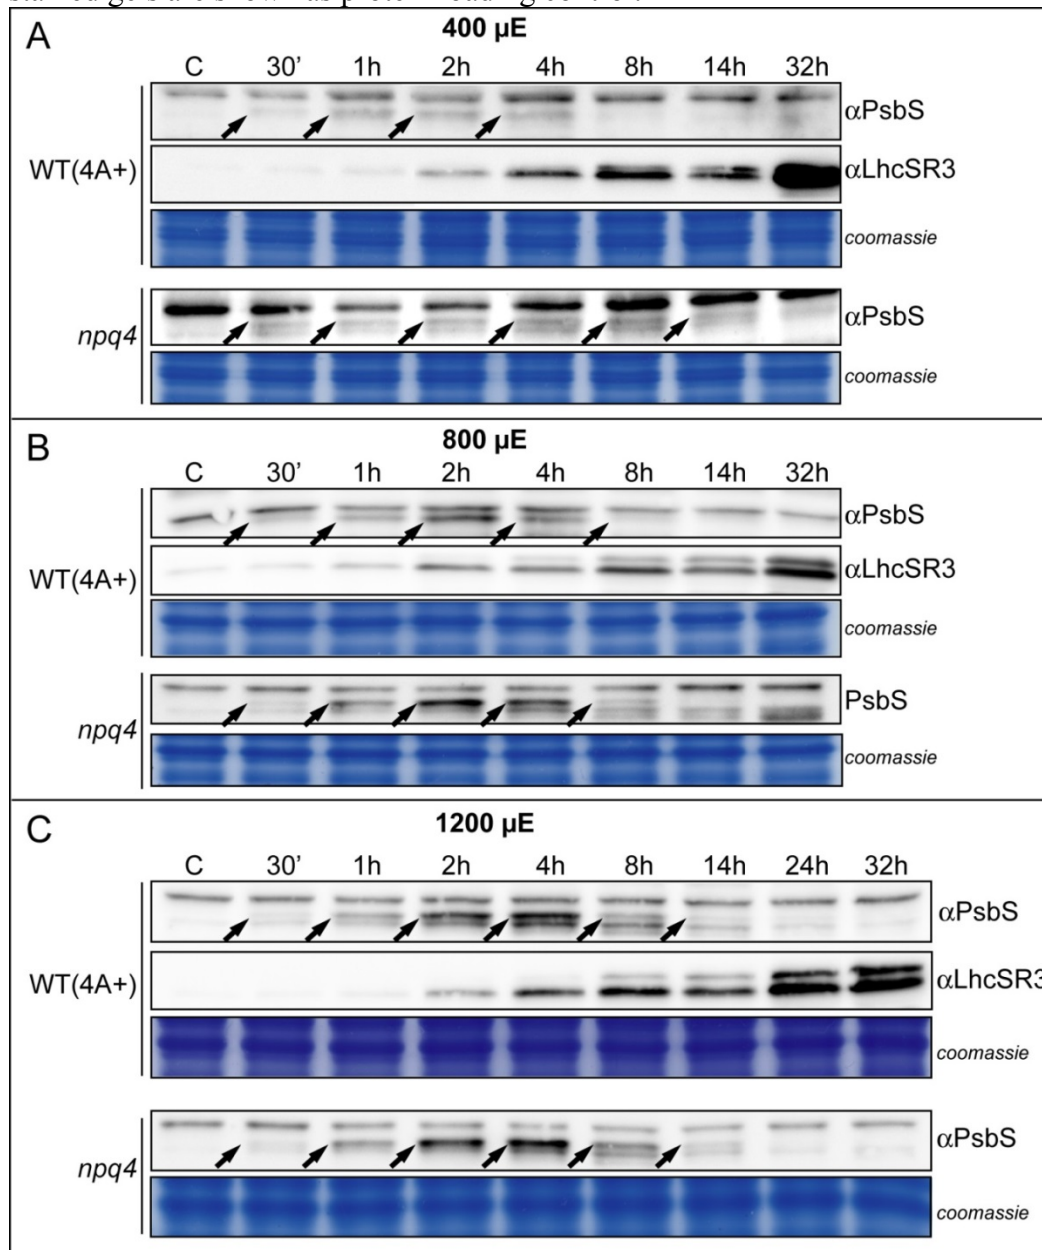 A
400 µE
C 30’ 1h 2h 4h 8h 14h 32h
αPsbS
WT(4A+)
αLhcSR3
coomassie
αPsbS
npq4
coomassie
B
800 µE
C 30’ 1h 2h 4h 8h 14h 32h
αPsbS
WT(4A+)
αLhcSR3
coomassie
PsbS
npq4
coomassie
C
1200 µE
C 30’ 1h 2h 4h 8h 14h 24h 32h
αPsbS
WT(4A+)
αLhcSR3
coomassie
αPsbS
npq4
coomassie